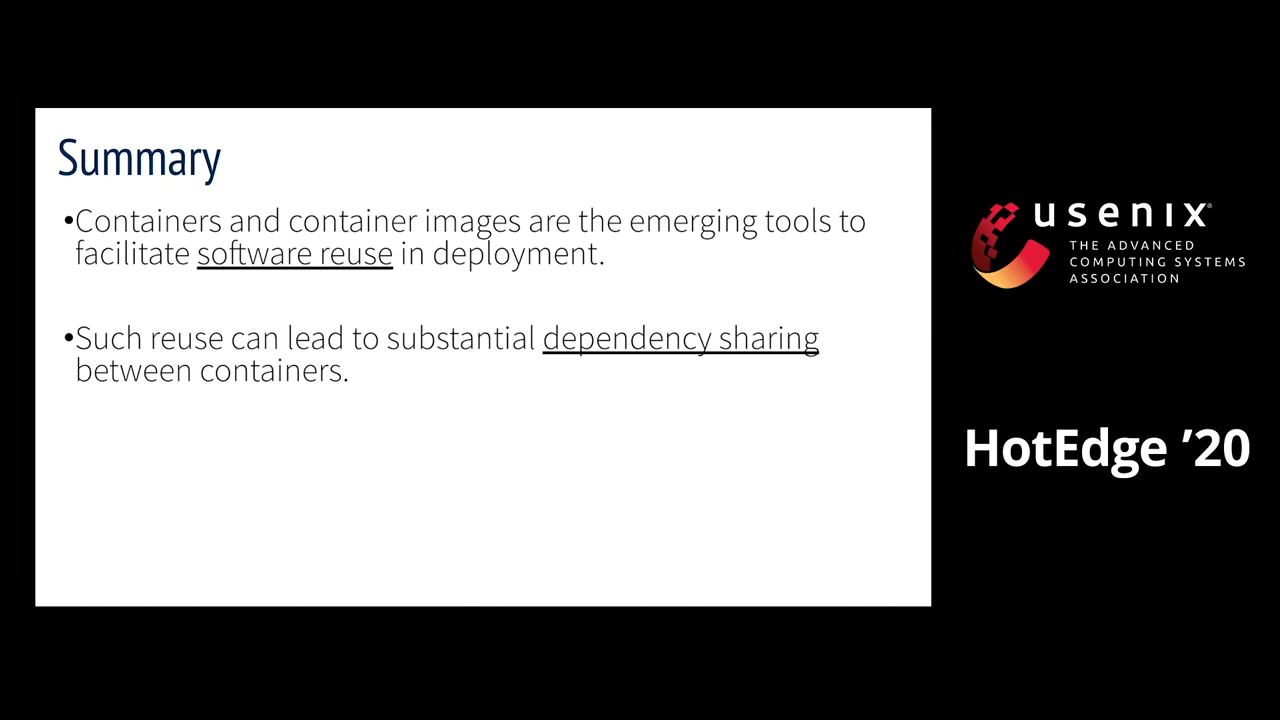 Summary
•Containers and container images are the emerging tools to
facilitate software reuse in deployment.
•Such reuse can lead to substantial dependency sharing
between containers.
usenix®
THE ADVANCED
COMPUTING SYSTEMS
ASSOCIATION
HotEdge ’20